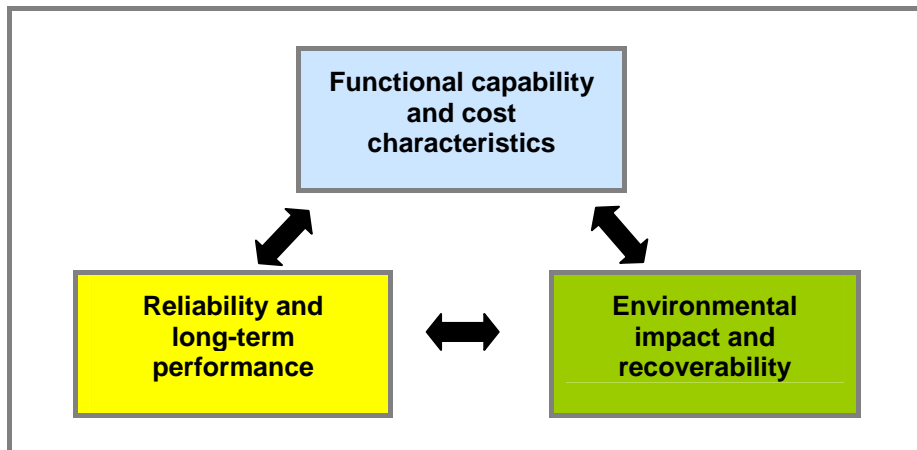 Functional capability
and cost
characteristics
Reliability and
long-term
performance
Environmental
impact and
recoverability